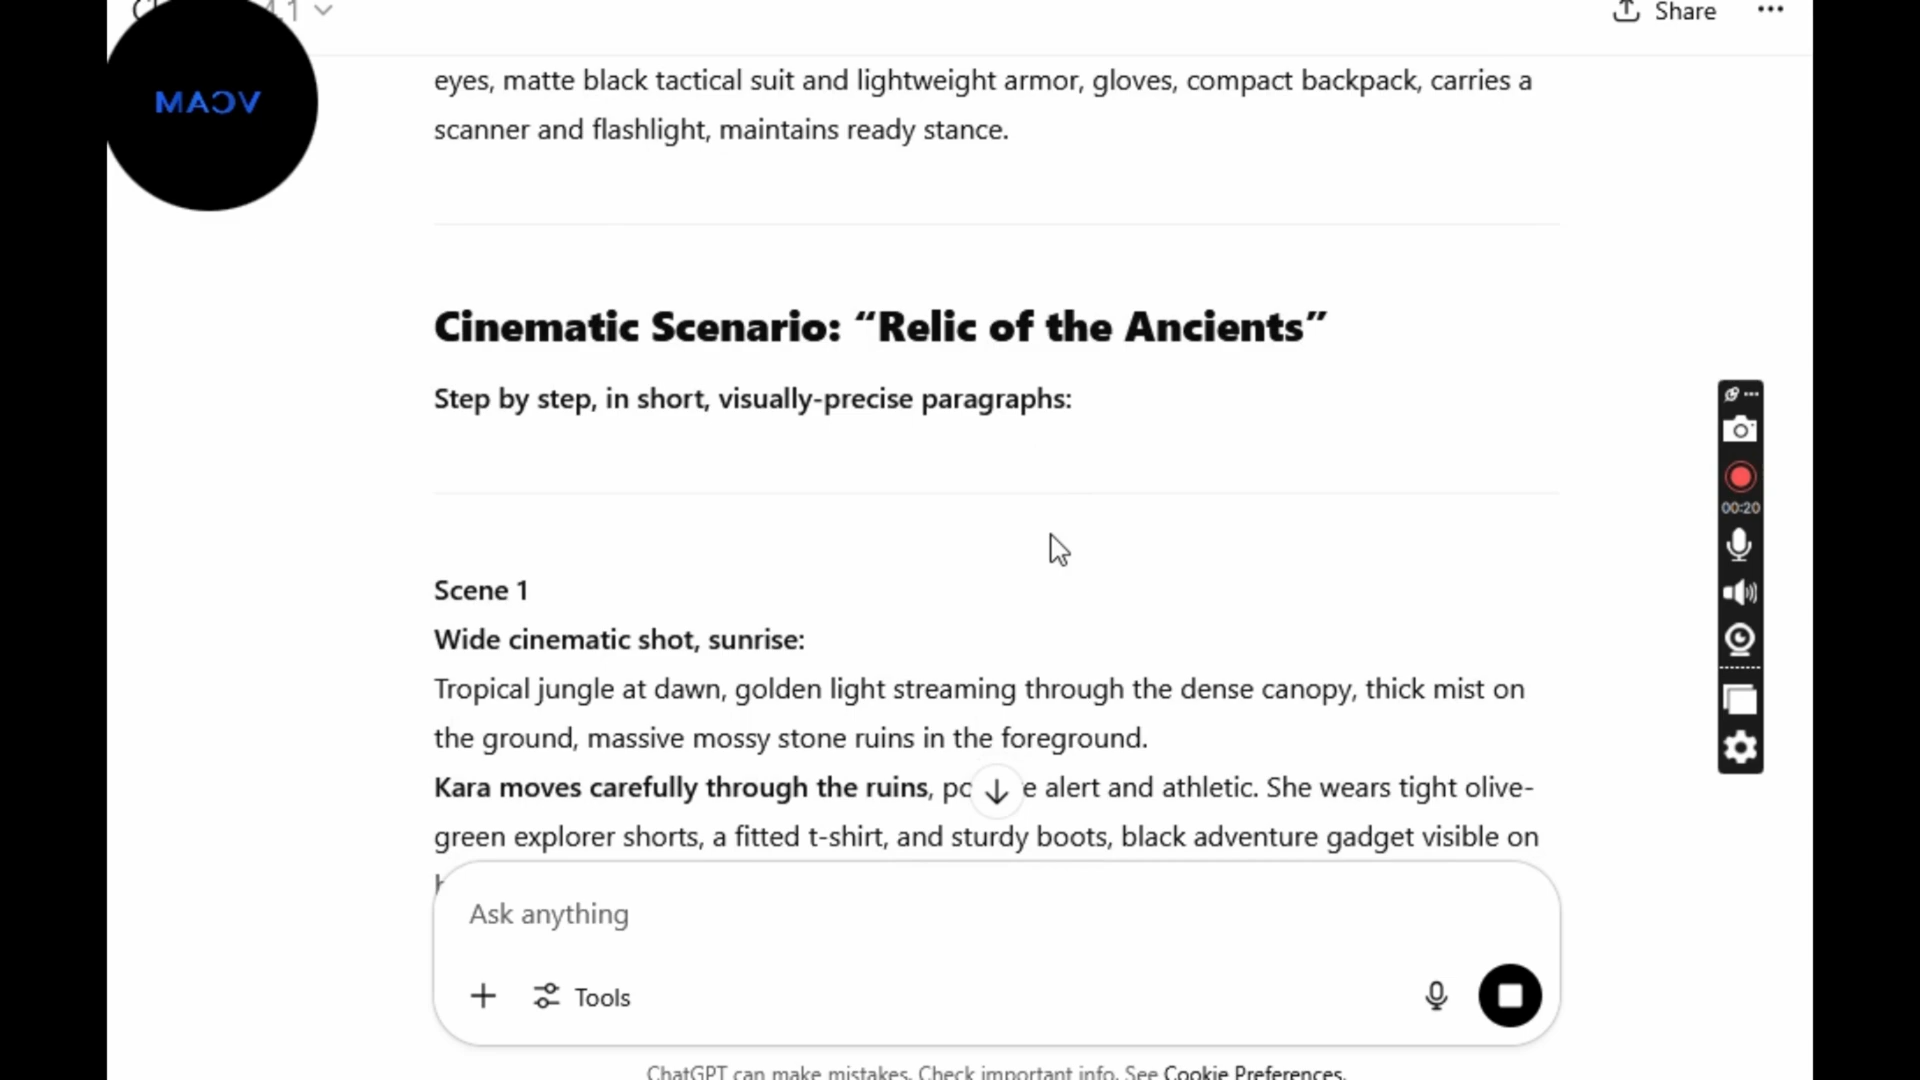 4.1
Share
eyes, matte black tactical suit and lightweight armor, gloves, compact backpack, carries a
scanner and flashlight, maintains ready stance.
Cinematic Scenario: “Relic of the Ancients”
Step by step, in short, visually-precise paragraphs:
Scene 1
Wide cinematic shot, sunrise:
Tropical jungle at dawn, golden light streaming through the dense canopy, thick mist on
the ground, massive mossy stone ruins in the foreground.
Kara moves carefully through the ruins, alert and athletic. She wears tight olive-
green explorer shorts, a fitted t-shirt, and sturdy boots, black adventure gadget visible on
00:20
Ask anything
Tools
ChatGPT can make mistakes. Check important info. See Cookie Preferences.